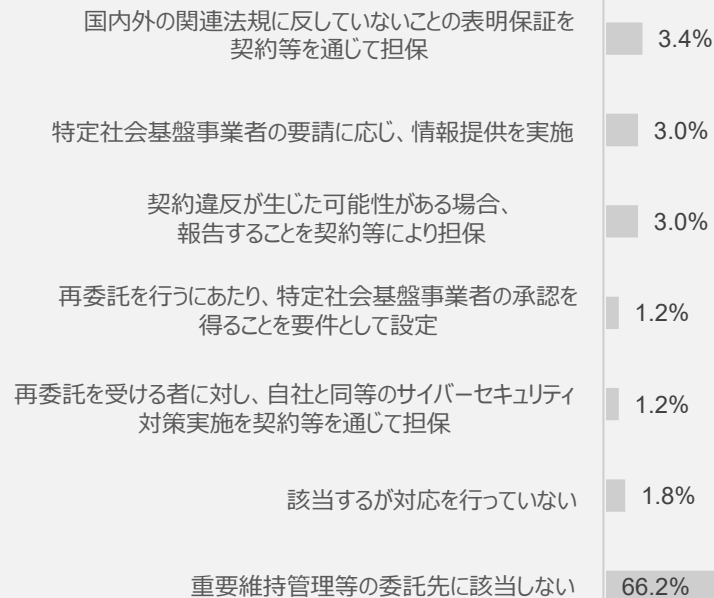 国内外の関連法規に反していないことの表明保証を
契約等を通じて担保
3.4%
特定社会基盤事業者の要請に応じ、情報提供を実施
3.0%
契約違反が生じた可能性がある場合、
報告することを契約等により担保
3.0%
再委託を行うにあたり、特定社会基盤事業者の承認を
得ることを要件として設定
1.2%
再委託を受ける者に対し、自社と同等のサイバーセキュリティ
対策実施を契約等を通じて担保
1.2%
該当するが対応を行っていない
1.8%
重要維持管理等の委託先に該当しない
66.2%